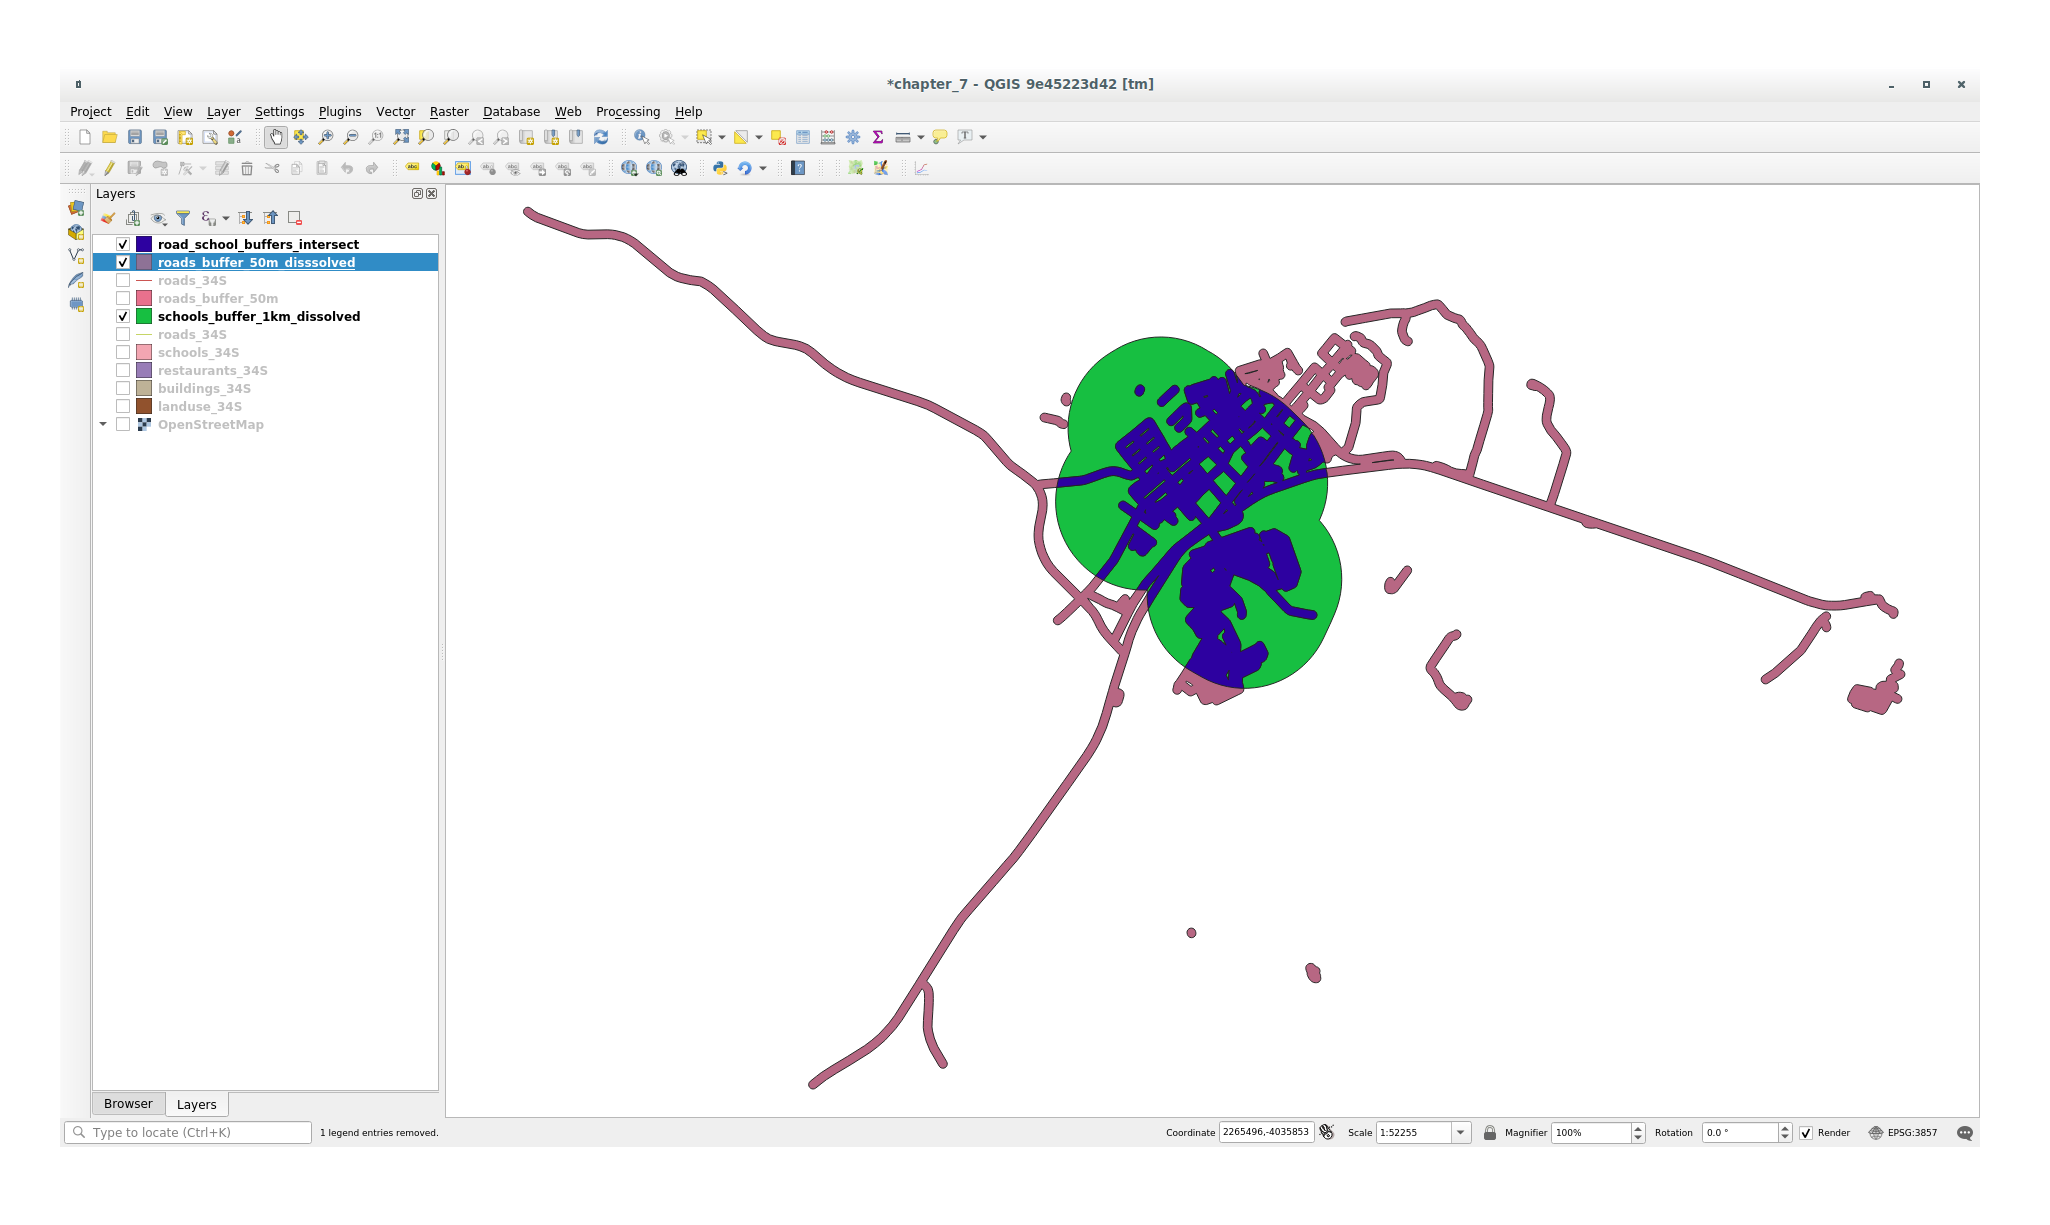 *chapter_7 - QGIS 9e45223d42 [tm]
Project Edit View Layer Settings Plugins Vector Raster Database Web Processing Help
Layers
road_school_buffers_intersect
roads_buffer_50m_disssolved
roads_34S
roads_buffer_50m
schools_buffer_1km_dissolved
roads_34S
schools_34S
restaurants_34S
buildings_34S
landuse_34S
OpenStreetMap
Browser Layers
Type to locate (Ctrl+K) 1 legend entries removed. Coordinate 2265496,-4035853 Scale 1:52255 Magnifier 100% Rotation 0.0 ° Render EPSG:3857